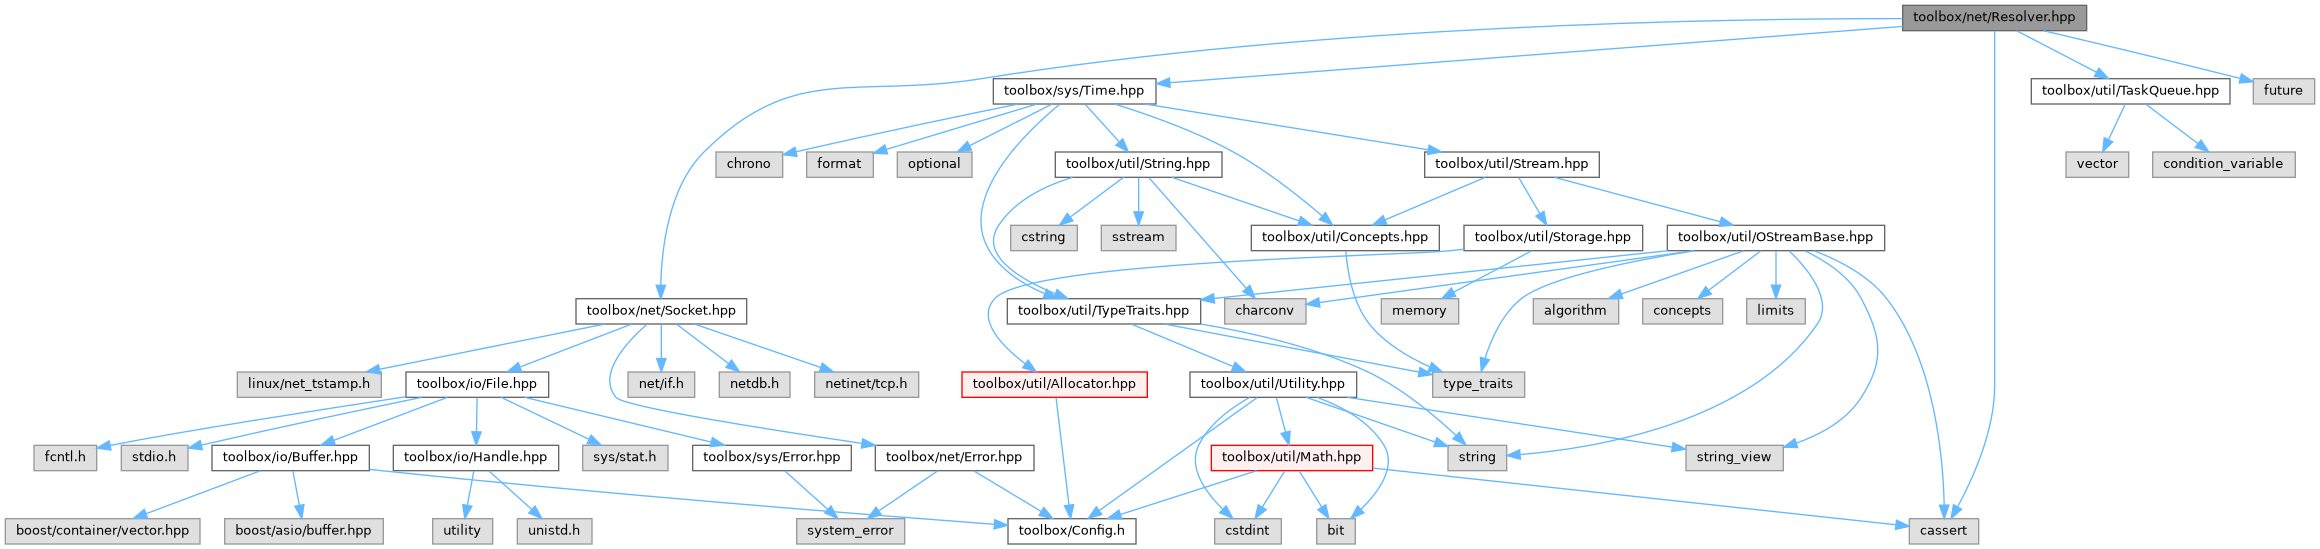 toolbox/net/Resolver.hpp
toolbox/sys/Time.hpp
toolbox/util/TaskQueue.hpp
future
chrono
format
optional
toolbox/util/String.hpp
toolbox/util/Stream.hpp
vector
condition_variable
cstring
sstream
toolbox/util/Concepts.hpp
toolbox/util/Storage.hpp
toolbox/util/OStreamBase.hpp
toolbox/net/Socket.hpp
toolbox/util/TypeTraits.hpp
charconv
memory
algorithm
concepts
limits
linux/net_tstamp.h
toolbox/io/File.hpp
net/if.h
netdb.h
netinet/tcp.h
toolbox/util/Allocator.hpp
toolbox/util/Utility.hpp
type_traits
fcntl.h
stdio.h
toolbox/io/Buffer.hpp
toolbox/io/Handle.hpp
sys/stat.h
toolbox/sys/Error.hpp
toolbox/net/Error.hpp
toolbox/util/Math.hpp
string
string_view
boost/container/vector.hpp
boost/asio/buffer.hpp
utility
unistd.h
system_error
toolbox/Config.h
cstdint
bit
cassert